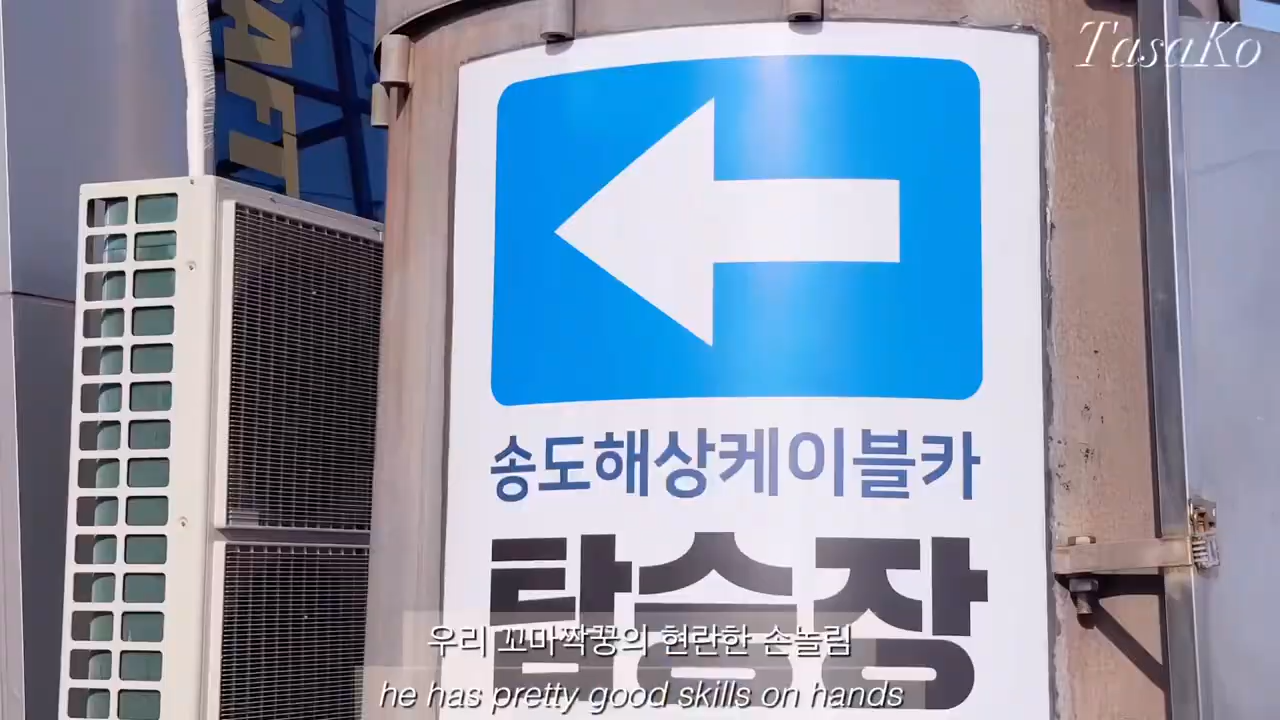 TasaKo
AFT
송도해상케이블카
탑승장
우리 꼬마짝꿍의 현란한 손놀림
he has pretty good skills on hands